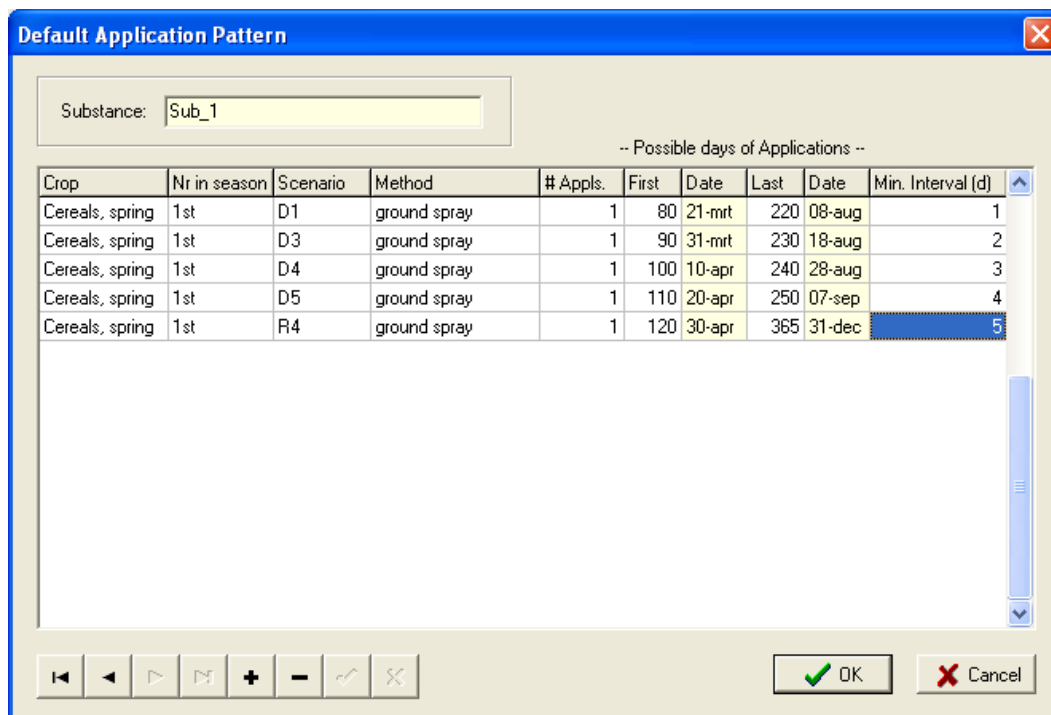 Default Application Pattern
Substance: Sub_1
-- Possible days of Applications --
Crop Nr in season Scenario Method # Appls. First Date Last Date Min. Interval (d)
Cereals, spring 1st D1 ground spray 1 80 21-mrt 220 08-aug 1
Cereals, spring 1st D3 ground spray 1 90 31-mrt 230 18-aug 2
Cereals, spring 1st D4 ground spray 1 100 10-apr 240 28-aug 3
Cereals, spring 1st D5 ground spray 1 110 20-apr 250 07-sep 4
Cereals, spring 1st R4 ground spray 1 120 30-apr 365 31-dec 5
OK Cancel